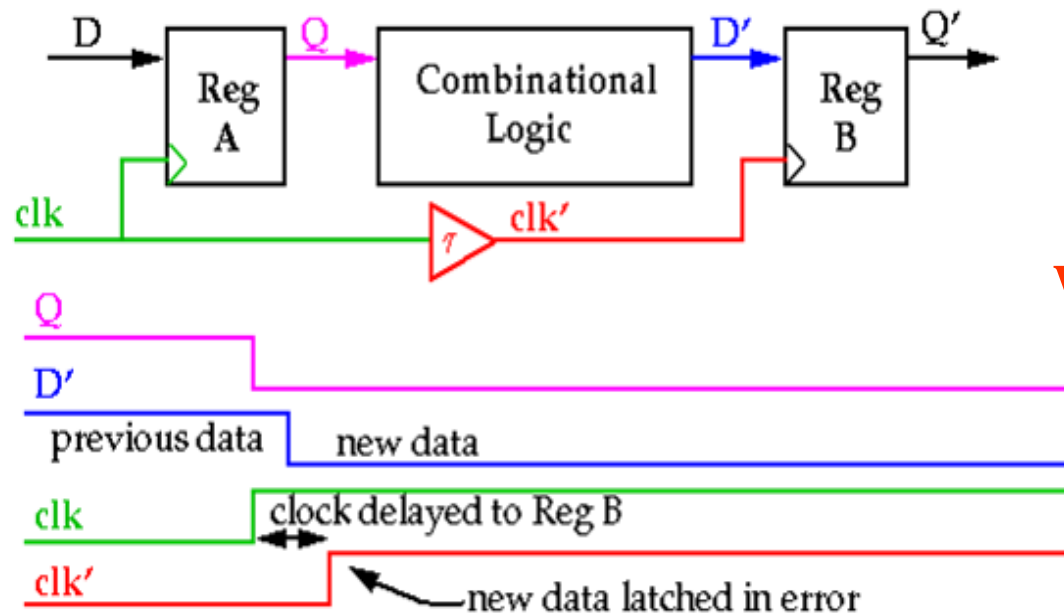 D
Q
D′
Q′
Reg
A
Combinational
Logic
Reg
B
clk
τ
clk′
Q
D′
previous data
new data
clk
clock delayed to Reg B
clk′
new data latched in error